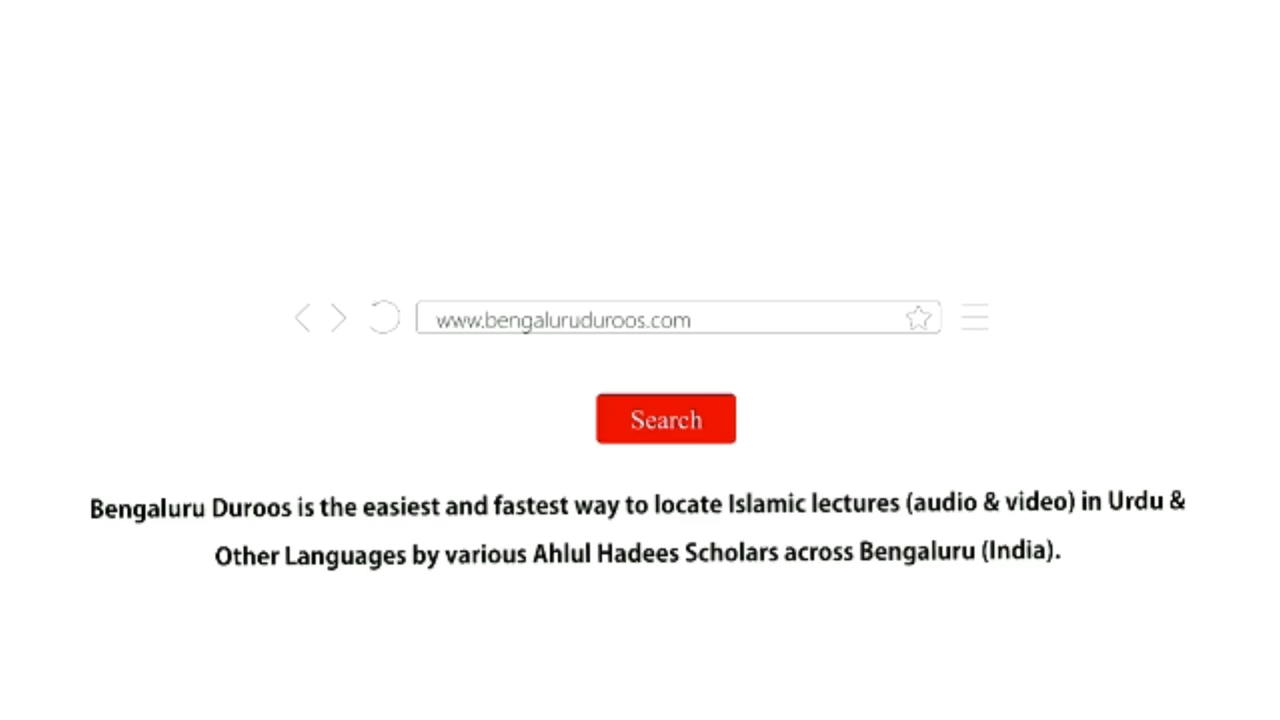 www.bengaluruduroos.com
Search
Bengaluru Duroos is the easiest and fastest way to locate Islamic lectures (audio & video) in Urdu &
Other Languages by various Ahlul Hadees Scholars across Bengaluru (India).